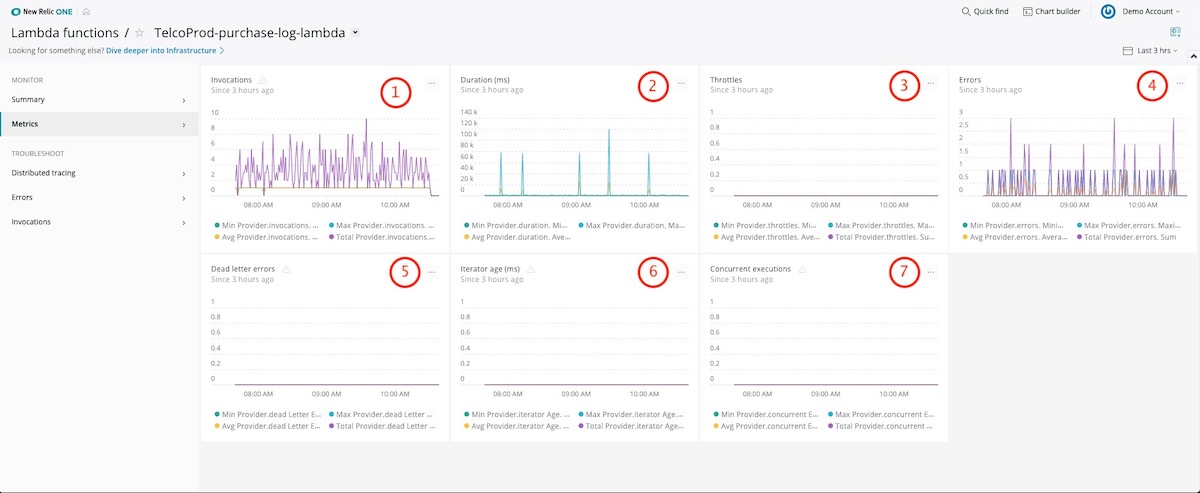 New Relic ONE
Quick find Chart builder Demo Account
Lambda functions / TelcoProd-purchase-log-lambda
Looking for something else? Dive deeper into Infrastructure
Last 3 hrs
MONITOR
Summary
Metrics
TROUBLESHOOT
Distributed tracing
Errors
Invocations
Invocations
Since 3 hours ago
1
10
8
6
4
2
0
08:00 AM 09:00 AM 10:00 AM
Min Provider.invocations. ... Max Provider.invocations. ...
Avg Provider.invocations. ... Total Provider.invocations....
Duration (ms)
Since 3 hours ago
2
140 k
120 k
100 k
80 k
60 k
40 k
20 k
0
08:00 AM 09:00 AM 10:00 AM
Min Provider.duration. Mi... Max Provider.duration. Ma...
Avg Provider.duration. Ave...
Throttles
Since 3 hours ago
3
1
0.8
0.6
0.4
0.2
0
08:00 AM 09:00 AM 10:00 AM
Min Provider.throttles. Mi... Max Provider.throttles. Ma...
Avg Provider.throttles. Ave... Total Provider.throttles. Su...
Errors
Since 3 hours ago
4
3
2.5
2
1.5
1
0.5
0
08:00 AM 09:00 AM 10:00 AM
Min Provider.errors. Mini... Max Provider.errors. Maxi...
Avg Provider.errors. Avera... Total Provider.errors. Sum
Dead letter errors
Since 3 hours ago
5
1
0.8
0.6
0.4
0.2
0
08:00 AM 09:00 AM 10:00 AM
Min Provider.dead Letter E... Max Provider.dead Letter ...
Avg Provider.dead Letter E... Total Provider.dead Letter ...
Iterator age (ms)
Since 3 hours ago
6
1
0.8
0.6
0.4
0.2
0
08:00 AM 09:00 AM 10:00 AM
Min Provider.iterator Age. ... Max Provider.iterator Age....
Avg Provider.iterator Age. ... Total Provider.iterator Age...
Concurrent executions
Since 3 hours ago
7
1
0.8
0.6
0.4
0.2
0
08:00 AM 09:00 AM 10:00 AM
Min Provider.concurrent E... Max Provider.concurrent ...
Avg Provider.concurrent E... Total Provider.concurrent ...